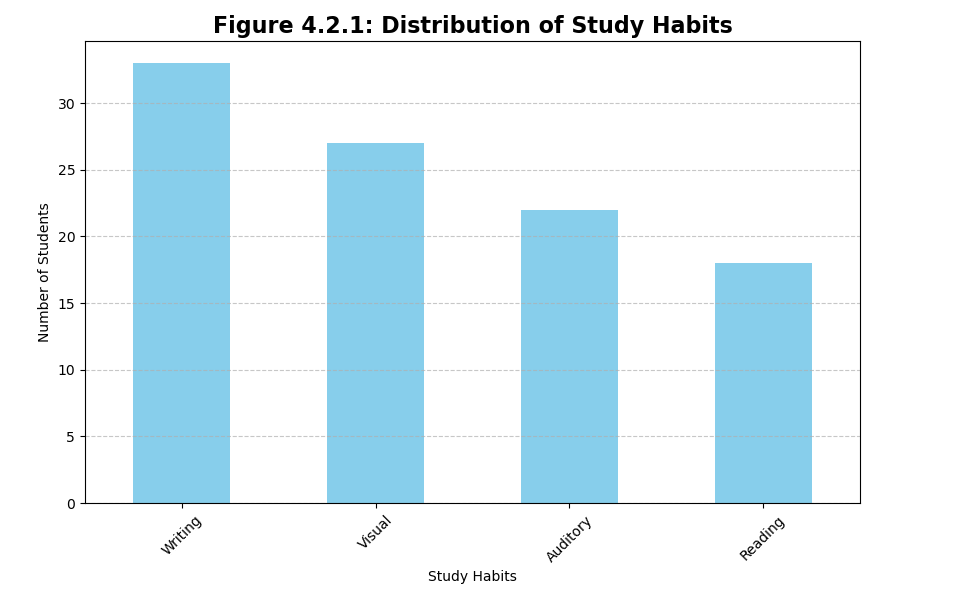 Figure 4.2.1: Distribution of Study Habits
30
25
20
15
10
5
0
Number of Students
Writing
Visual
Auditory
Reading
Study Habits